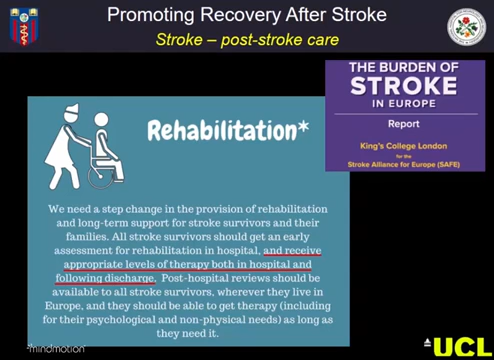 Promoting Recovery After Stroke
Stroke – post-stroke care
THE BURDEN OF
STROKE
IN EUROPE
Report
King's College London
for the
Stroke Alliance for Europe (SAFE)
Rehabilitation*
We need a step change in the provision of rehabilitation
and long-term support for stroke survivors and their
families. All stroke survivors should get an early
assessment for rehabilitation in hospital, and receive
appropriate levels of therapy both in hospital and
following discharge. Post-hospital reviews should be
available to all stroke survivors, wherever they live in
Europe, and they should be able to get therapy (including
for their psychological and non-physical needs) as long as
they need it.
mindmotion
UCL